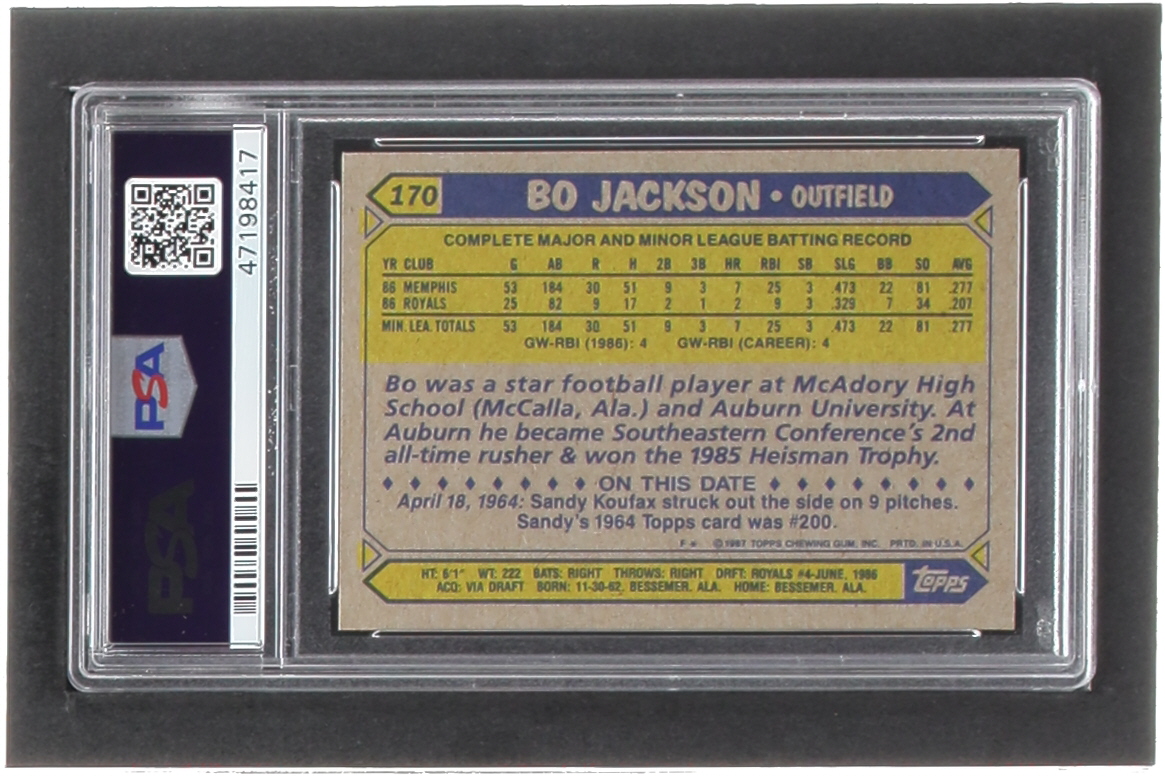 47198417
PSA
PSA
170 BO JACKSON • OUTFIELD
COMPLETE MAJOR AND MINOR LEAGUE BATTING RECORD
YR CLUB G AB R H 2B 3B HR RBI SB SLG BB SO AVG
86 MEMPHIS 53 184 30 51 9 3 7 25 3 .473 22 81 .277
86 ROYALS 25 82 9 17 2 1 2 9 3 .329 7 34 .207
MIN. LEA. TOTALS 53 184 30 51 9 3 7 25 3 .473 22 81 .277
GW-RBI (1986): 4 GW-RBI (CAREER): 4
Bo was a star football player at McAdory High
School (McCalla, Ala.) and Auburn University. At
Auburn he became Southeastern Conference's 2nd
all-time rusher & won the 1985 Heisman Trophy.
♦ ♦ ♦ ♦ ♦ ♦ ♦ ♦ ON THIS DATE ♦ ♦ ♦ ♦ ♦ ♦ ♦ ♦
April 18, 1964: Sandy Koufax struck out the side on 9 pitches.
Sandy's 1964 Topps card was #200.
F* ©1987 TOPPS CHEWING GUM, INC. PRTD. IN U.S.A.
HT: 6'1" WT: 222 BATS: RIGHT THROWS: RIGHT DRFT: ROYALS #4-JUNE, 1986
ACQ: VIA DRAFT BORN: 11-30-62, BESSEMER, ALA. HOME: BESSEMER, ALA.
topps